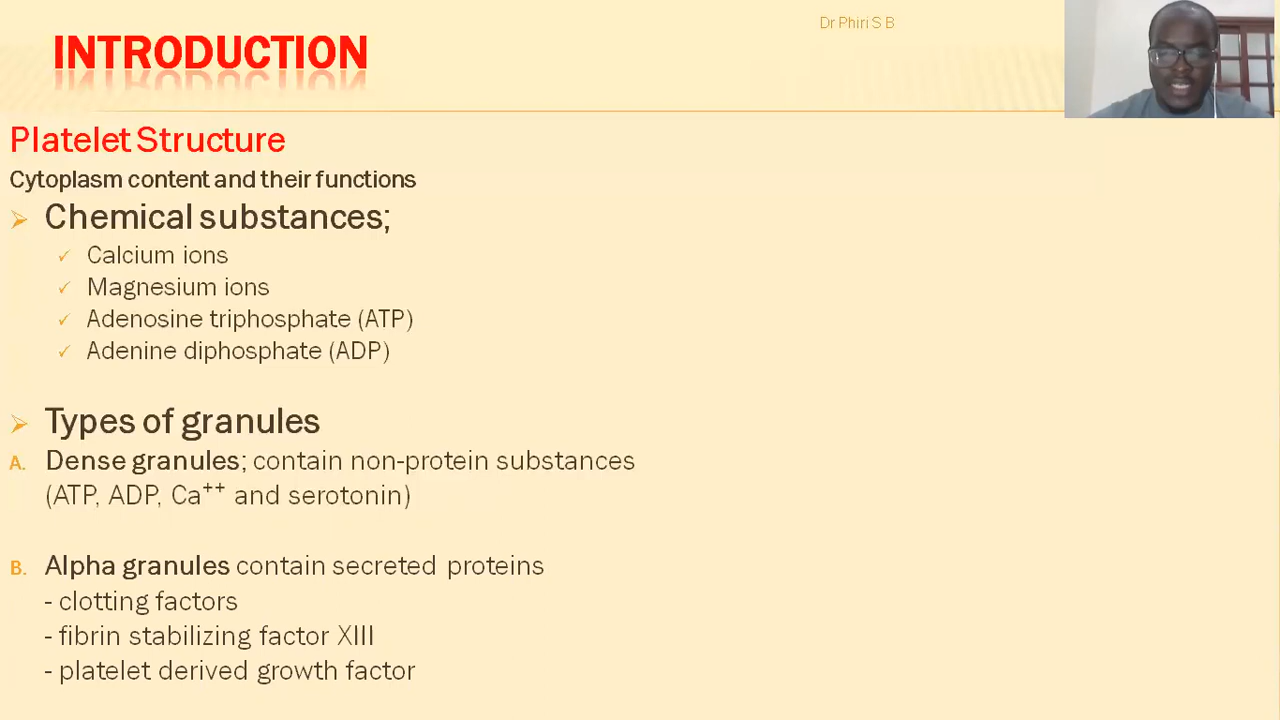 Dr Phiri S B
INTRODUCTION
Platelet Structure
Cytoplasm content and their functions
➢ Chemical substances;
✓ Calcium ions
✓ Magnesium ions
✓ Adenosine triphosphate (ATP)
✓ Adenine diphosphate (ADP)
➢ Types of granules
A. Dense granules; contain non-protein substances
(ATP, ADP, Ca⁺⁺ and serotonin)
B. Alpha granules contain secreted proteins
- clotting factors
- fibrin stabilizing factor XIII
- platelet derived growth factor